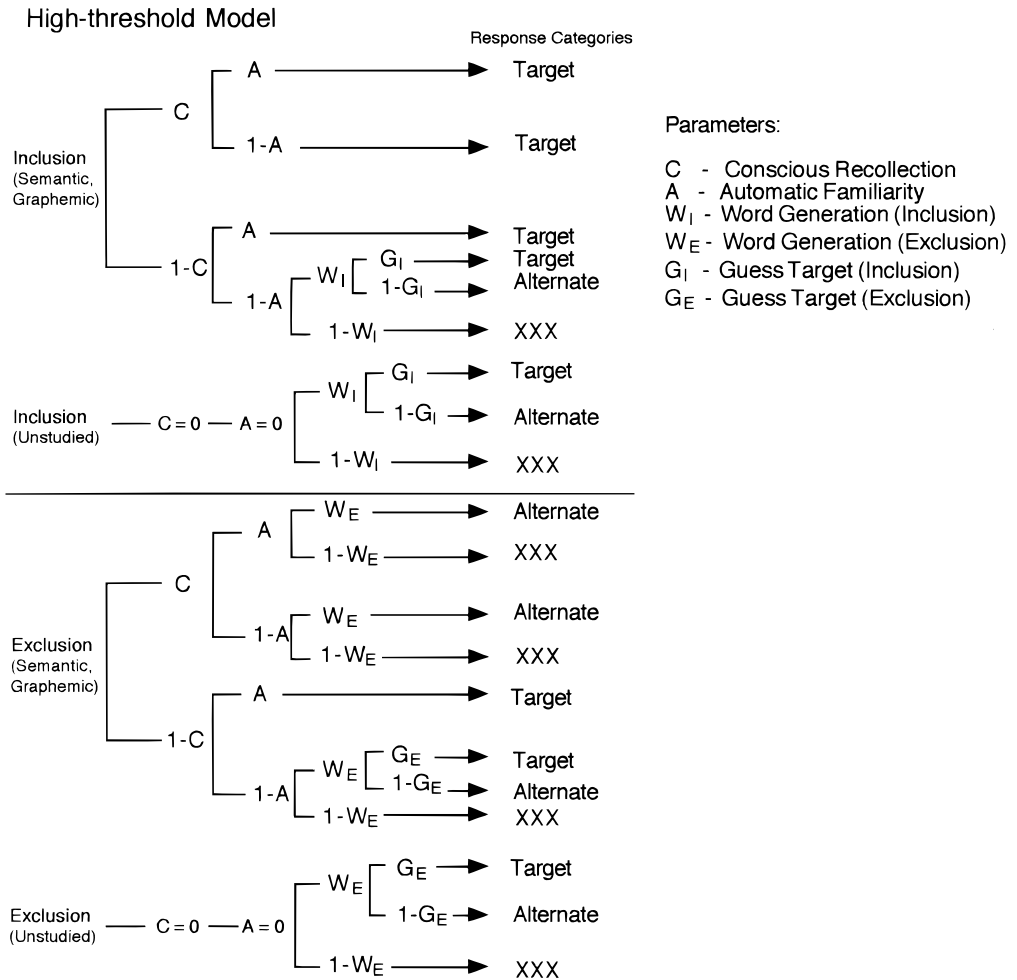 High-threshold Model
Response Categories
A Target
C
1-A Target
Inclusion
(Semantic,
Graphemic)
A Target
1-C
W_I G_I Target
1-G_I Alternate
1-A
1-W_I XXX
G_I Target
W_I
1-G_I Alternate
Inclusion
(Unstudied)
C = 0 A = 0
1-W_I XXX
W_E Alternate
A
1-W_E XXX
C
W_E Alternate
1-A
1-W_E XXX
Exclusion
(Semantic,
Graphemic)
A Target
1-C
G_E Target
W_E
1-G_E Alternate
1-A
1-W_E XXX
G_E Target
W_E
1-G_E Alternate
Exclusion
(Unstudied)
C = 0 A = 0
1-W_E XXX
Parameters:
C - Conscious Recollection
A - Automatic Familiarity
W_I - Word Generation (Inclusion)
W_E - Word Generation (Exclusion)
G_I - Guess Target (Inclusion)
G_E - Guess Target (Exclusion)